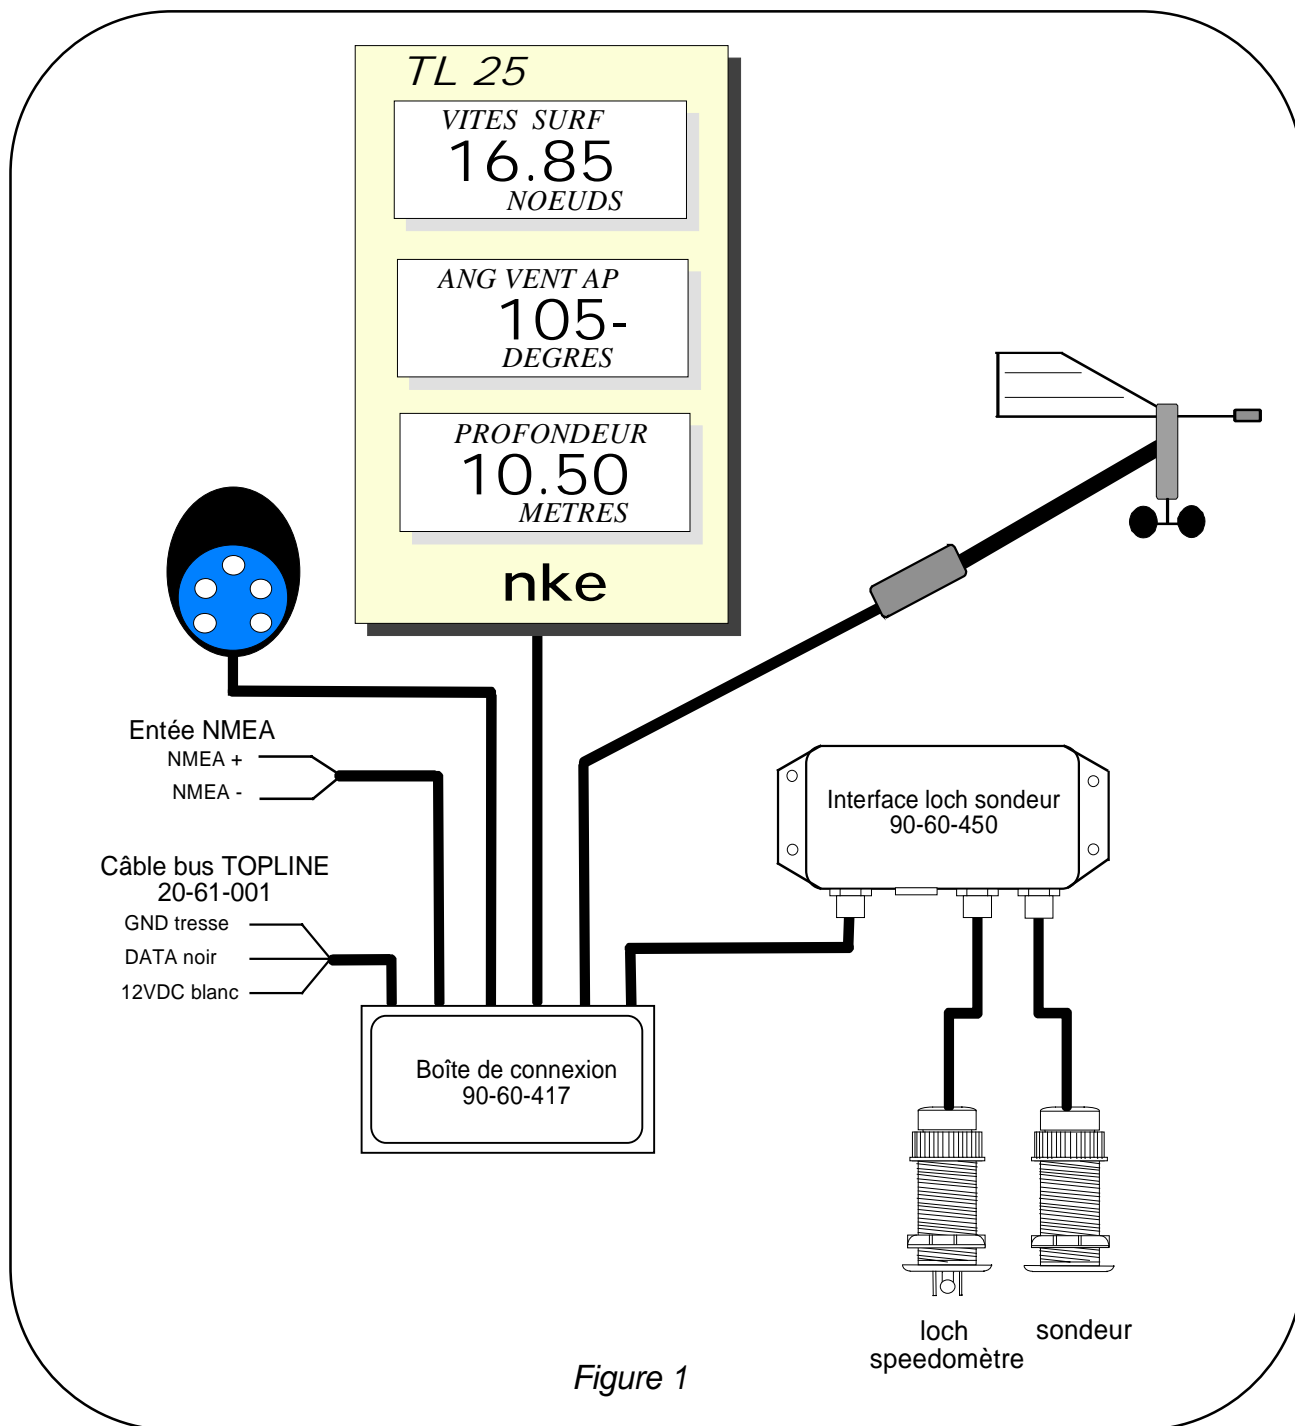 TL 25
VITES SURF
16.85
NOEUDS
ANG VENT AP
105-
DEGRES
PROFONDEUR
10.50
METRES
nke
Entée NMEA
NMEA +
NMEA -
Câble bus TOPLINE
20-61-001
GND tresse
DATA noir
12VDC blanc
Interface loch sondeur
90-60-450
Boîte de connexion
90-60-417
loch
speedomètre
sondeur
Figure 1